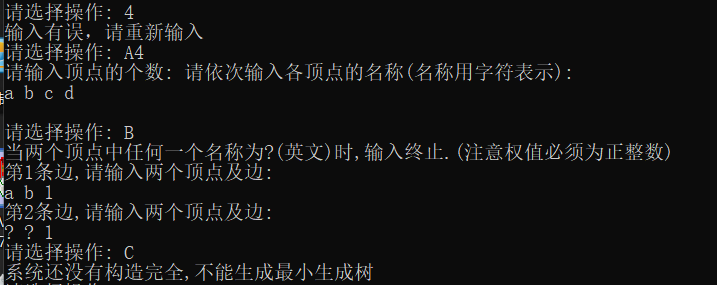 请选择操作: 4
输入有误，请重新输入
请选择操作: A4
请输入顶点的个数: 请依次输入各顶点的名称(名称用字符表示):
a b c d
请选择操作: B
当两个顶点中任何一个名称为?(英文)时,输入终止.(注意权值必须为正整数)
第1条边,请输入两个顶点及边:
a b 1
第2条边,请输入两个顶点及边:
? ? 1
请选择操作: C
系统还没有构造完全,不能生成最小生成树